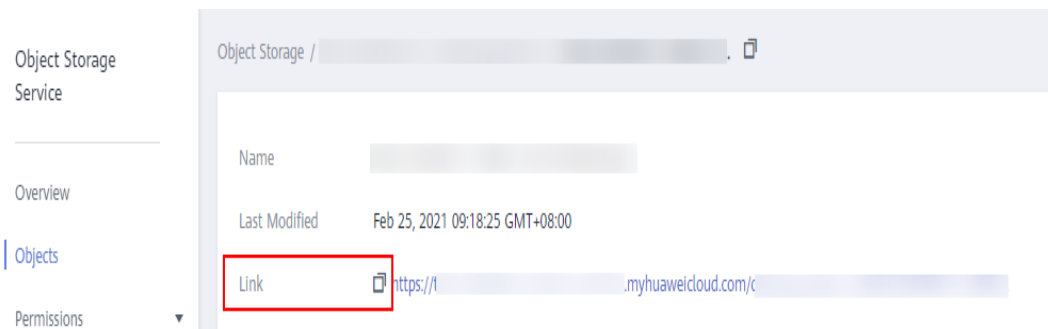 Object Storage
Service
Overview
Objects
Permissions
Object Storage /
Name
Last Modified Feb 25, 2021 09:18:25 GMT+08:00
Link https://t .myhuaweicloud.com/c